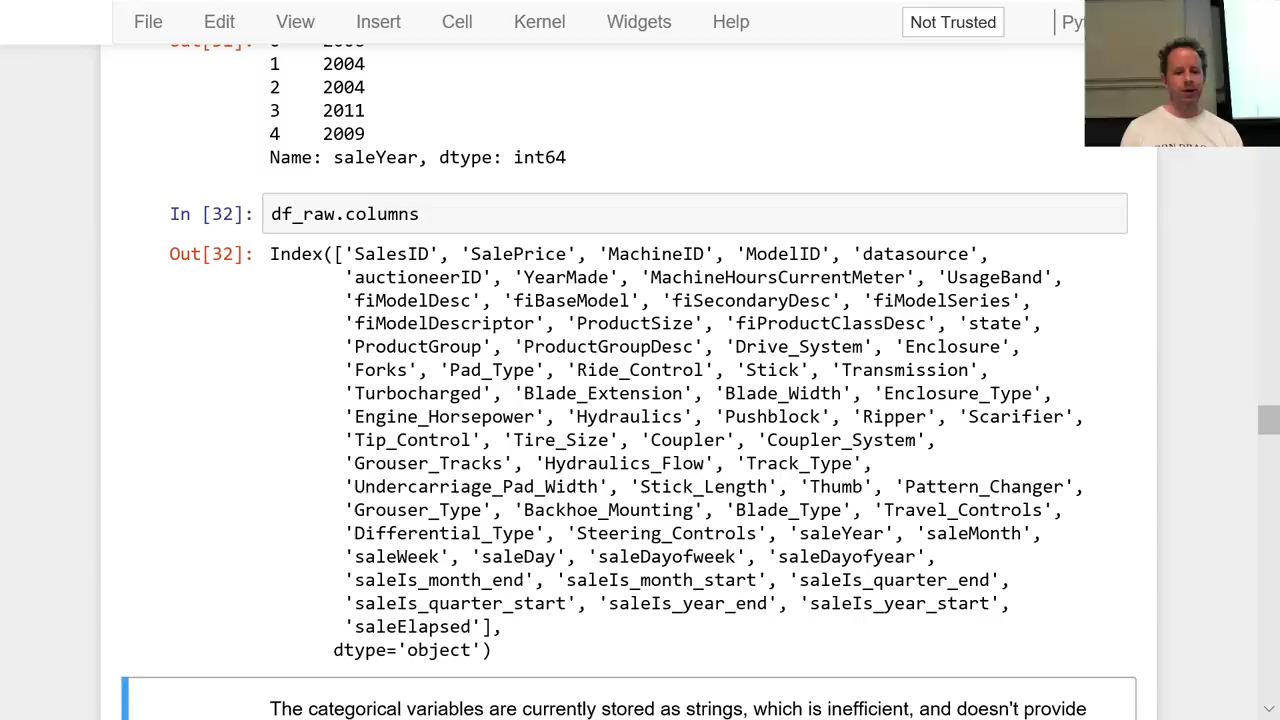 File Edit View Insert Cell Kernel Widgets Help Not Trusted
1 2004
2 2004
3 2011
4 2009
Name: saleYear, dtype: int64
In [32]: df_raw.columns
Out[32]: Index(['SalesID', 'SalePrice', 'MachineID', 'ModelID', 'datasource',
'auctioneerID', 'YearMade', 'MachineHoursCurrentMeter', 'UsageBand',
'fiModelDesc', 'fiBaseModel', 'fiSecondaryDesc', 'fiModelSeries',
'fiModelDescriptor', 'ProductSize', 'fiProductClassDesc', 'state',
'ProductGroup', 'ProductGroupDesc', 'Drive_System', 'Enclosure',
'Forks', 'Pad_Type', 'Ride_Control', 'Stick', 'Transmission',
'Turbocharged', 'Blade_Extension', 'Blade_Width', 'Enclosure_Type',
'Engine_Horsepower', 'Hydraulics', 'Pushblock', 'Ripper', 'Scarifier',
'Tip_Control', 'Tire_Size', 'Coupler', 'Coupler_System',
'Grouser_Tracks', 'Hydraulics_Flow', 'Track_Type',
'Undercarriage_Pad_Width', 'Stick_Length', 'Thumb', 'Pattern_Changer',
'Grouser_Type', 'Backhoe_Mounting', 'Blade_Type', 'Travel_Controls',
'Differential_Type', 'Steering_Controls', 'saleYear', 'saleMonth',
'saleWeek', 'saleDay', 'saleDayofweek', 'saleDayofyear',
'saleIs_month_end', 'saleIs_month_start', 'saleIs_quarter_end',
'saleIs_quarter_start', 'saleIs_year_end', 'saleIs_year_start',
'saleElapsed'],
dtype='object')
The categorical variables are currently stored as strings, which is inefficient, and doesn't provide